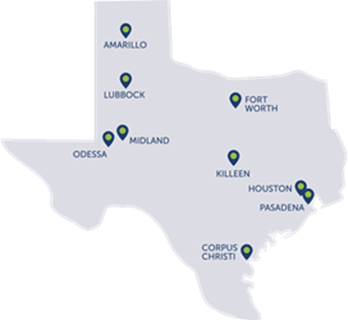 AMARILLO
LUBBOCK
FORT
WORTH
MIDLAND
ODESSA
KILLEEN
HOUSTON
PASADENA
CORPUS
CHRISTI